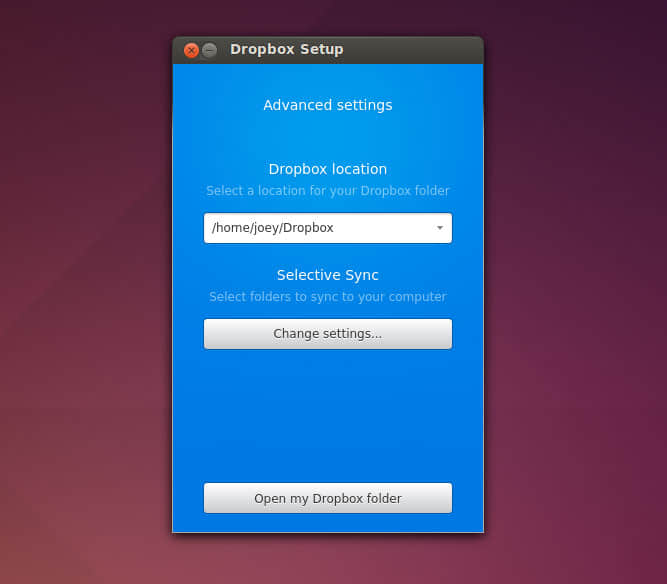 Dropbox Setup
Advanced settings
Dropbox location
Select a location for your Dropbox folder
/home/joey/Dropbox
Selective Sync
Select folders to sync to your computer
Change settings...
Open my Dropbox folder